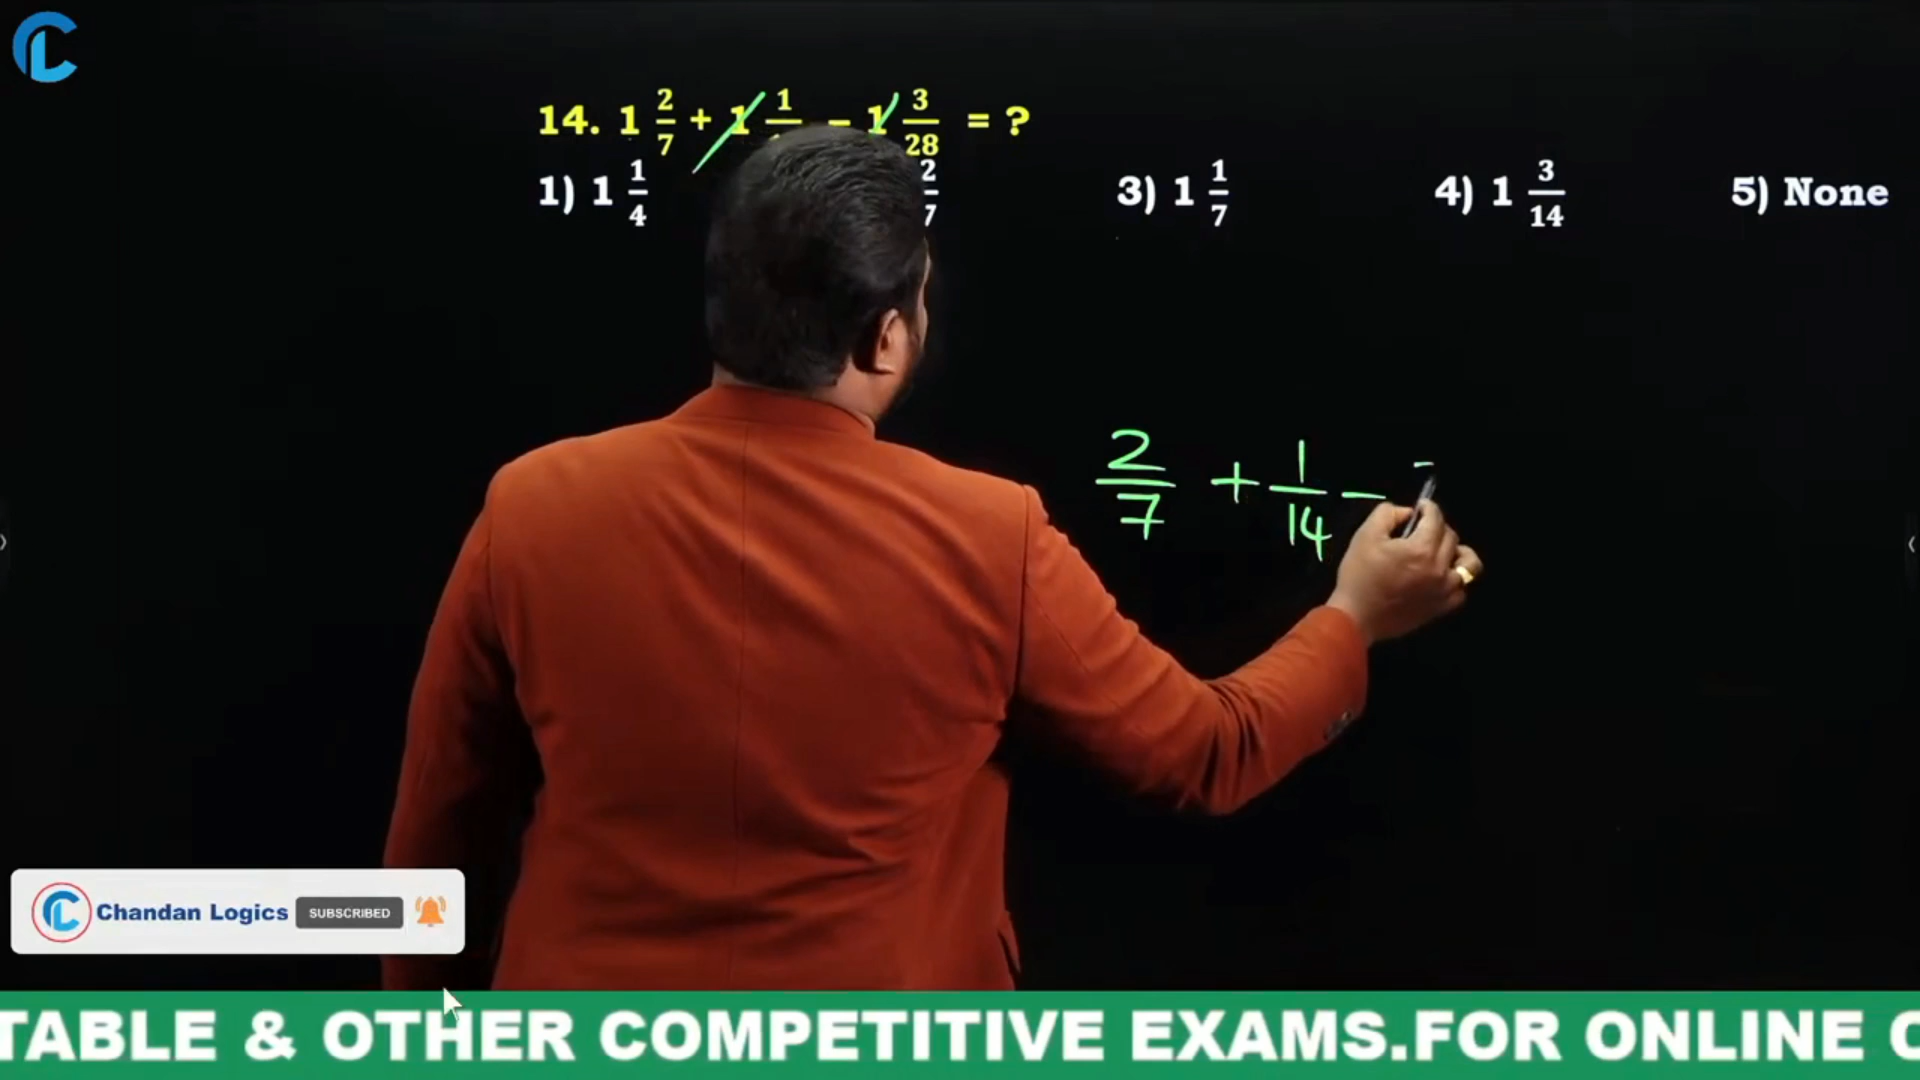 14. 1 2/7 + 1 1/ − 1 3/28 = ?
1) 1 1/4 2/7 3) 1 1/7 4) 1 3/14 5) None
2/7 + 1/14 −
Chandan Logics SUBSCRIBED
TABLE & OTHER COMPETITIVE EXAMS.FOR ONLINE